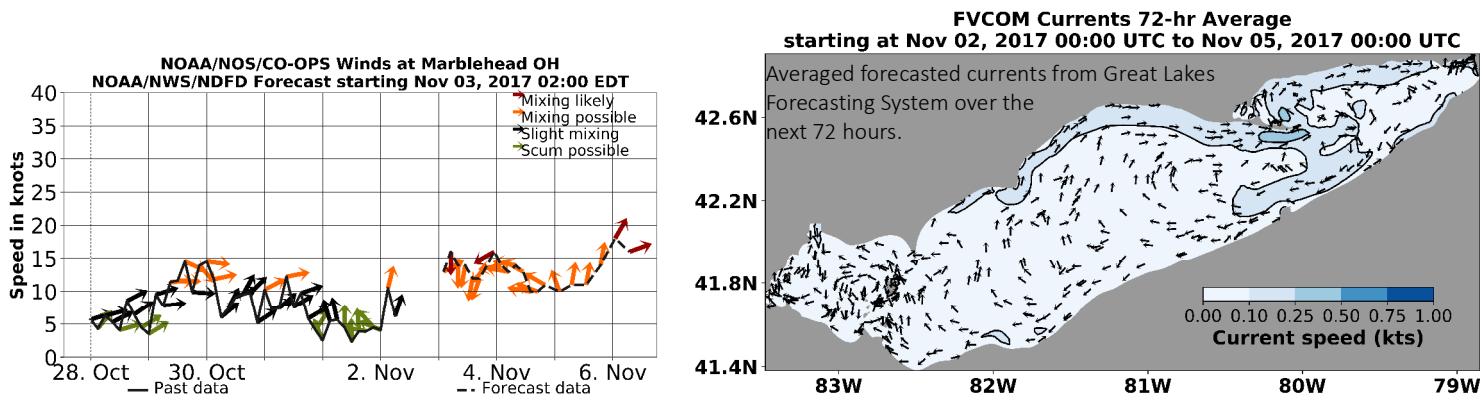 NOAA/NOS/CO-OPS Winds at Marblehead OH
NOAA/NWS/NDFD Forecast starting Nov 03, 2017 02:00 EDT
Speed in knots
40
35
30
25
20
15
10
5
0
Mixing likely
Mixing possible
Slight mixing
Scum possible
28. Oct
30. Oct
2. Nov
4. Nov
6. Nov
Past data
Forecast data
FVCOM Currents 72-hr Average
starting at Nov 02, 2017 00:00 UTC to Nov 05, 2017 00:00 UTC
Averaged forecasted currents from Great Lakes
Forecasting System over the
next 72 hours.
42.6N
42.2N
41.8N
41.4N
0.00 0.10 0.25 0.50 0.75 1.00
Current speed (kts)
83W
82W
81W
80W
79W